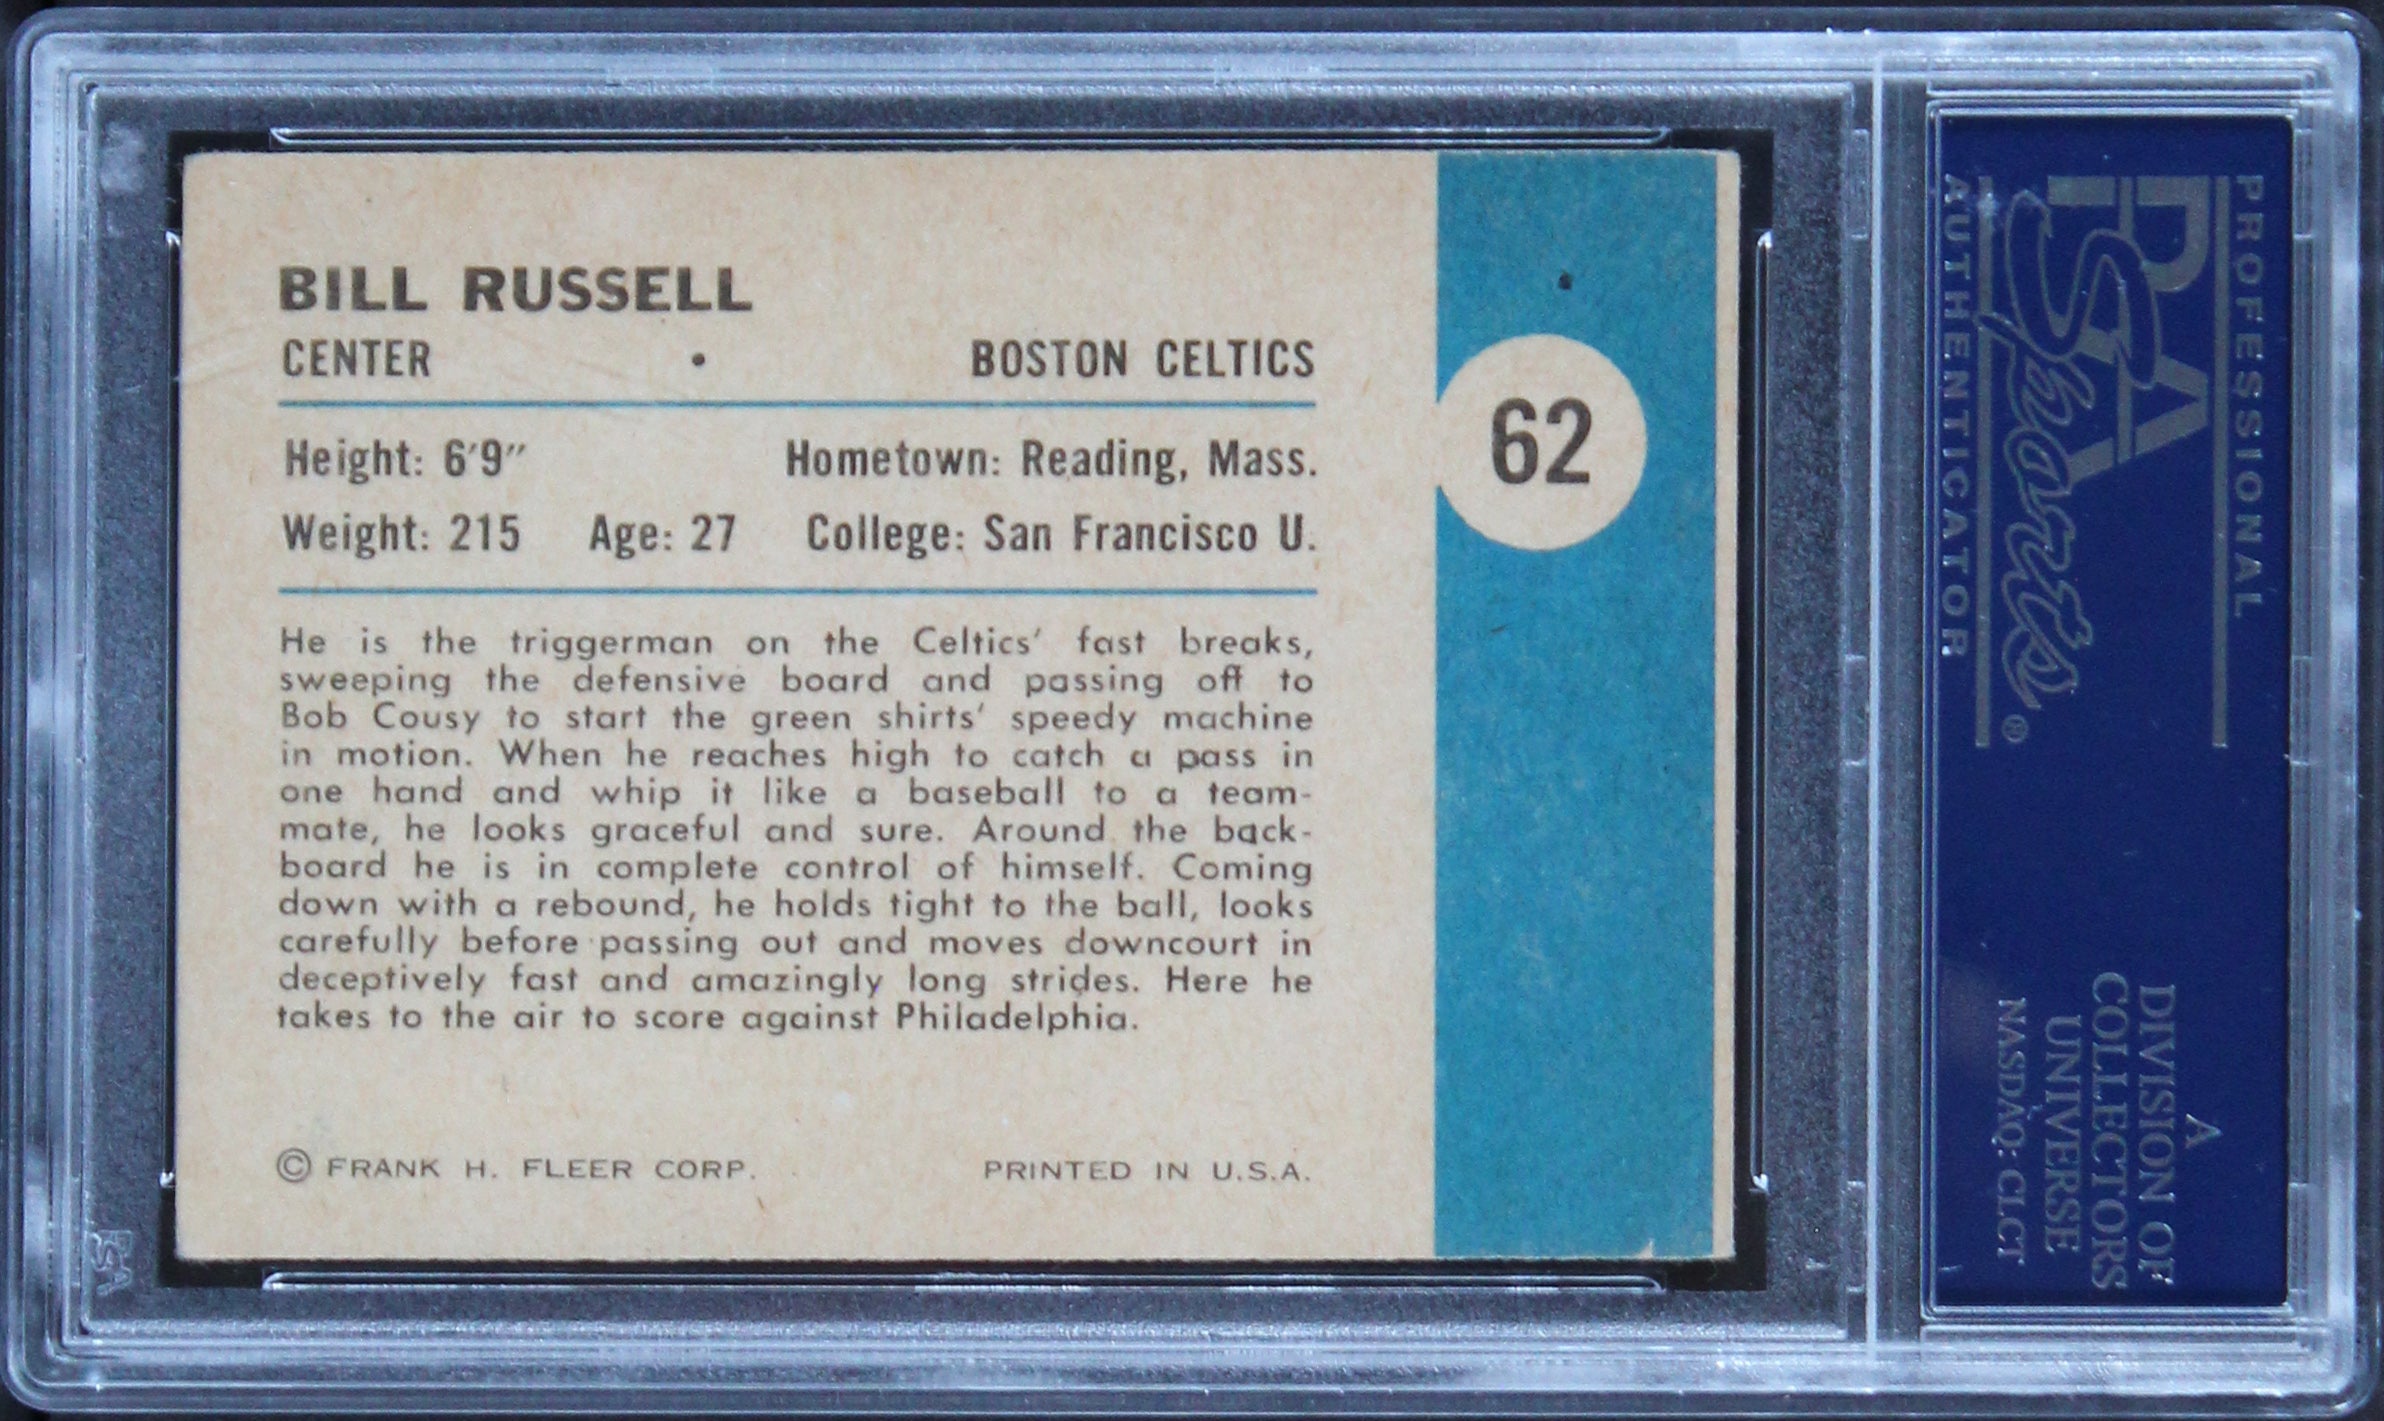 BILL RUSSELL
CENTER • BOSTON CELTICS
Height: 6'9" Hometown: Reading, Mass.
Weight: 215 Age: 27 College: San Francisco U.
62
He is the triggerman on the Celtics' fast breaks,
sweeping the defensive board and passing off to
Bob Cousy to start the green shirts' speedy machine
in motion. When he reaches high to catch a pass in
one hand and whip it like a baseball to a team-
mate, he looks graceful and sure. Around the back-
board he is in complete control of himself. Coming
down with a rebound, he holds tight to the ball, looks
carefully before passing out and moves downcourt in
deceptively fast and amazingly long strides. Here he
takes to the air to score against Philadelphia.
© FRANK H. FLEER CORP. PRINTED IN U.S.A.
PROFESSIONAL
PSA
Sports
AUTHENTICATOR
®
A
DIVISION OF
COLLECTORS
UNIVERSE
NASDAQ: CLCT
PSA